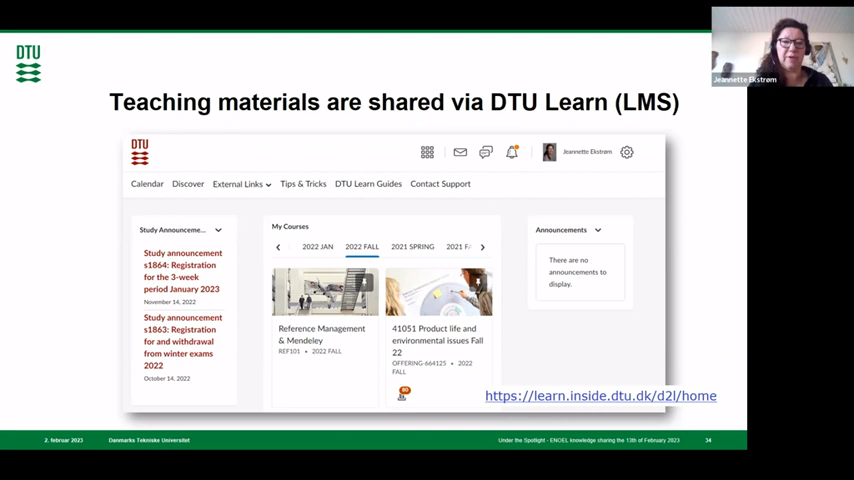 DTU
Jeannette Ekstrøm
Teaching materials are shared via DTU Learn (LMS)
DTU
Jeannette Ekstrøm
Calendar Discover External Links Tips & Tricks DTU Learn Guides Contact Support
Study Announceme...
Study announcement
s1864: Registration
for the 3-week
period January 2023
November 14, 2022
Study announcement
s1863: Registration
for and withdrawal
from winter exams
2022
October 14, 2022
My Courses
2022 JAN 2022 FALL 2021 SPRING 2021 FA
Reference Management
& Mendeley
REF101 • 2022 FALL
41051 Product life and
environmental issues Fall
22
OFFERING-664125 • 2022
FALL
80
Announcements
There are no
announcements to
display.
https://learn.inside.dtu.dk/d2l/home
2. februar 2023 Danmarks Tekniske Universitet Under the Spotlight - ENOEL knowledge sharing the 13th of February 2023 34